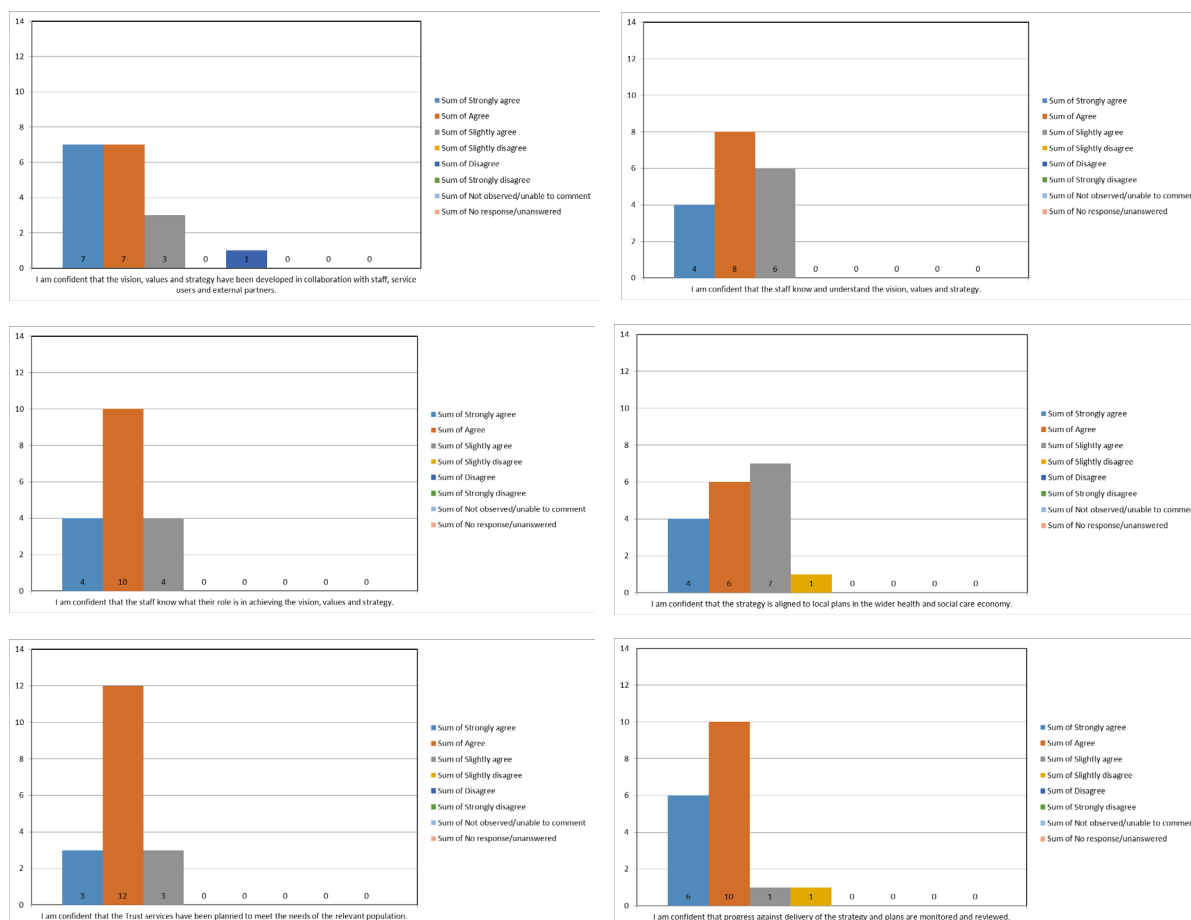 14
12
10
8
6
4
2
0
7 7 3 0 1 0 0 0
I am confident that the vision, values and strategy have been developed in collaboration with staff, service
users and external partners.
Sum of Strongly agree
Sum of Agree
Sum of Slightly agree
Sum of Slightly disagree
Sum of Disagree
Sum of Strongly disagree
Sum of Not observed/unable to comment
Sum of No response/unanswered
14
12
10
8
6
4
2
0
4 8 6 0 0 0 0 0
I am confident that the staff know and understand the vision, values and strategy.
Sum of Strongly agree
Sum of Agree
Sum of Slightly agree
Sum of Slightly disagree
Sum of Disagree
Sum of Strongly disagree
Sum of Not observed/unable to comment
Sum of No response/unanswered
14
12
10
8
6
4
2
0
4 10 4 0 0 0 0 0
I am confident that the staff know what their role is in achieving the vision, values and strategy.
Sum of Strongly agree
Sum of Agree
Sum of Slightly agree
Sum of Slightly disagree
Sum of Disagree
Sum of Strongly disagree
Sum of Not observed/unable to comment
Sum of No response/unanswered
14
12
10
8
6
4
2
0
4 6 7 1 0 0 0 0
I am confident that the strategy is aligned to local plans in the wider health and social care economy.
Sum of Strongly agree
Sum of Agree
Sum of Slightly agree
Sum of Slightly disagree
Sum of Disagree
Sum of Strongly disagree
Sum of Not observed/unable to comment
Sum of No response/unanswered
14
12
10
8
6
4
2
0
3 12 3 0 0 0 0 0
I am confident that the Trust services have been planned to meet the needs of the relevant population.
Sum of Strongly agree
Sum of Agree
Sum of Slightly agree
Sum of Slightly disagree
Sum of Disagree
Sum of Strongly disagree
Sum of Not observed/unable to comment
Sum of No response/unanswered
14
12
10
8
6
4
2
0
6 10 1 1 0 0 0 0
I am confident that progress against delivery of the strategy and plans are monitored and reviewed.
Sum of Strongly agree
Sum of Agree
Sum of Slightly agree
Sum of Slightly disagree
Sum of Disagree
Sum of Strongly disagree
Sum of Not observed/unable to comment
Sum of No response/unanswered